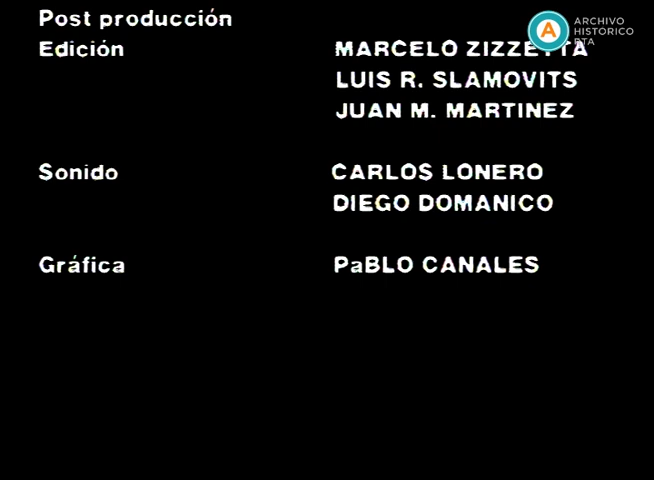 Post producción
Edición MARCELO ZIZZETTA
LUIS R. SLAMOVITS
JUAN M. MARTINEZ
Sonido CARLOS LONERO
DIEGO DOMANICO
Gráfica PaBLO CANALES
A ARCHIVO
HISTORICO
RTA